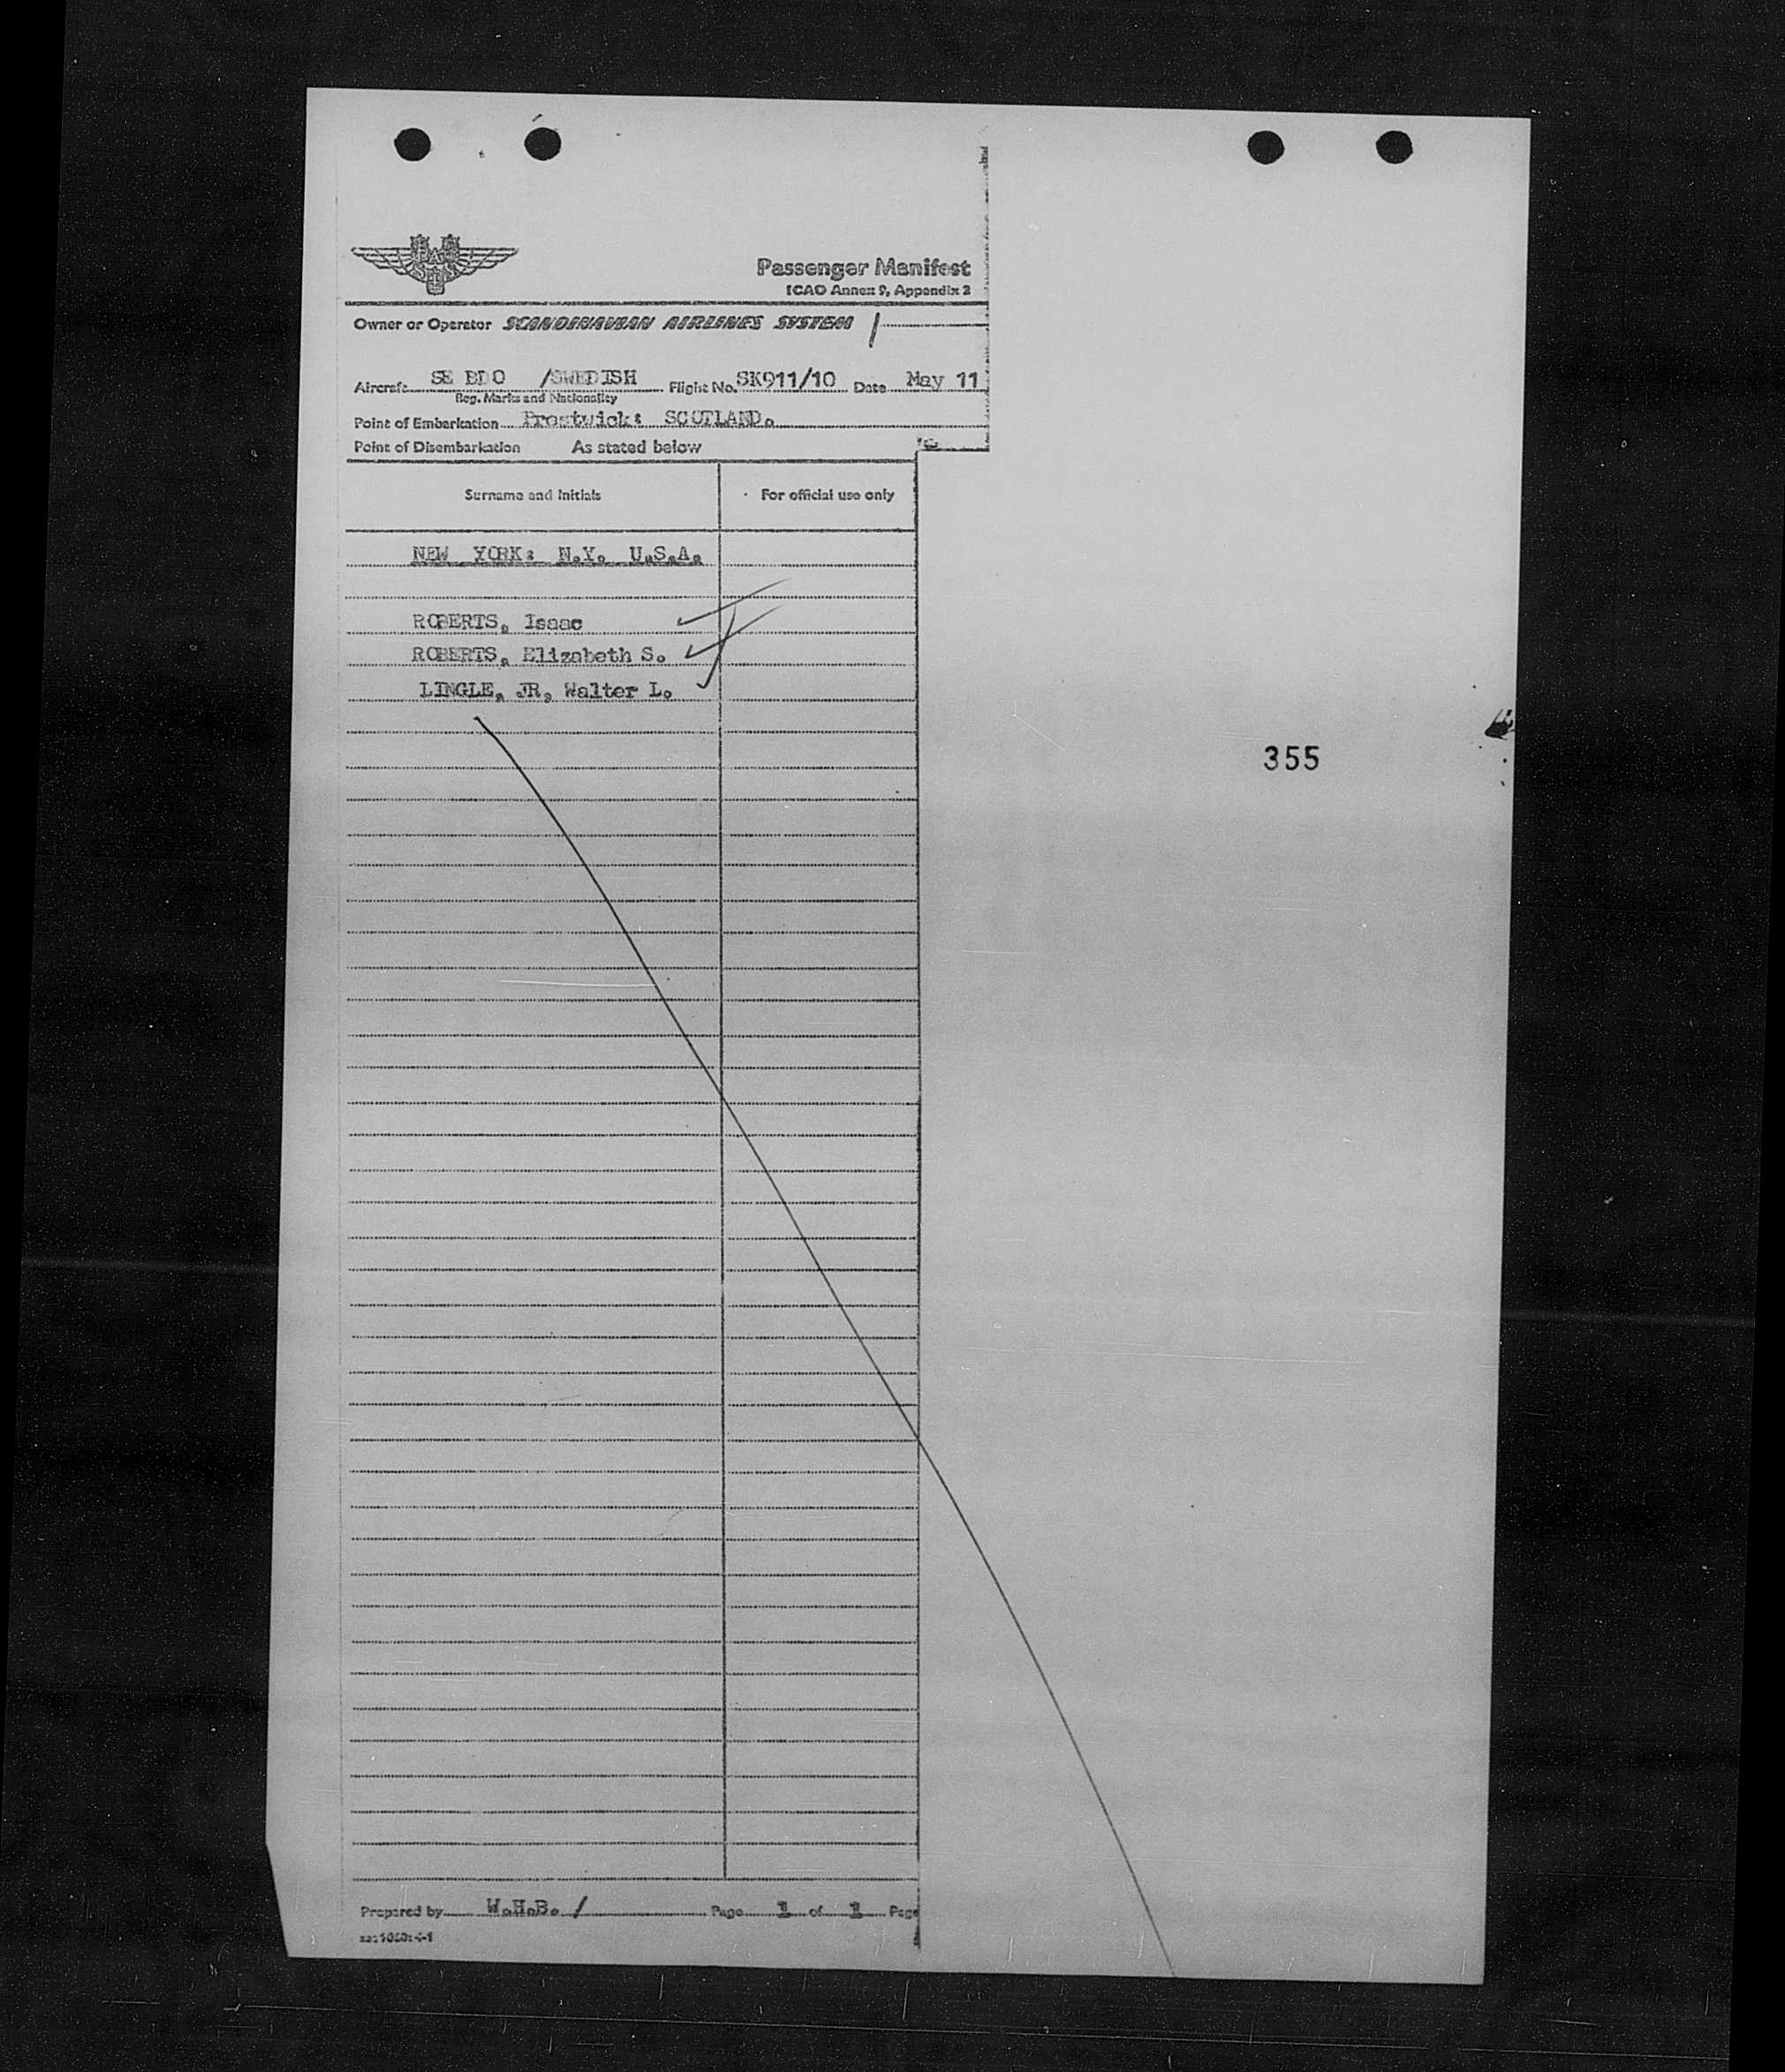 SAS
Passenger Manifest
ICAO Annex 9, Appendix 2
Owner or Operator SCANDINAVIAN AIRLINES SYSTEM /
Aircraft SE BDO /SWEDISH Flight No. SK911/10 Date May 11
Reg. Marks and Nationality
Point of Embarkation Prestwick: SCOTLAND.
Point of Disembarkation As stated below
Surname and Initials For official use only
NEW YORK: N.Y. U.S.A.
ROBERTS, Isaac
ROBERTS, Elizabeth S.
LINGLE, JR, Walter L.
355
Prepared by W.H.B. / Page 1 of 1 Page